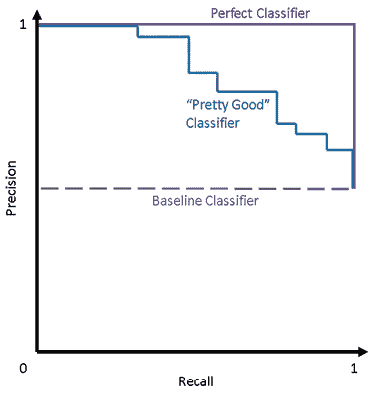 Perfect Classifier
1
“Pretty Good”
Classifier
Precision
Baseline Classifier
0
1
Recall